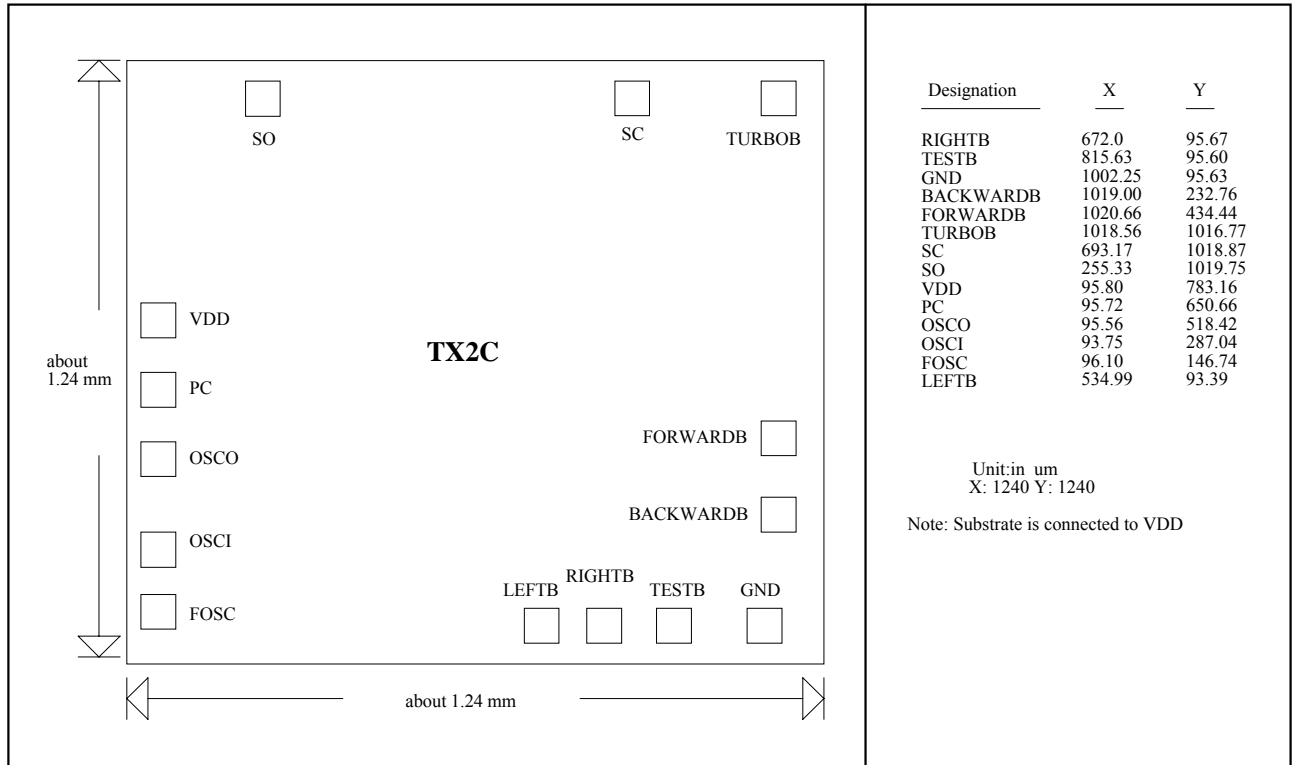 SO
SC
TURBOB
VDD
about
1.24 mm
TX2C
PC
OSCO
FORWARDB
BACKWARDB
OSCI
RIGHTB
LEFTB
TESTB
GND
FOSC
about 1.24 mm
Designation X Y
RIGHTB 672.0 95.67
TESTB 815.63 95.60
GND 1002.25 95.63
BACKWARDB 1019.00 232.76
FORWARDB 1020.66 434.44
TURBOB 1018.56 1016.77
SC 693.17 1018.87
SO 255.33 1019.75
VDD 95.80 783.16
PC 95.72 650.66
OSCO 95.56 518.42
OSCI 93.75 287.04
FOSC 96.10 146.74
LEFTB 534.99 93.39
Unit:in um
X: 1240 Y: 1240
Note: Substrate is connected to VDD